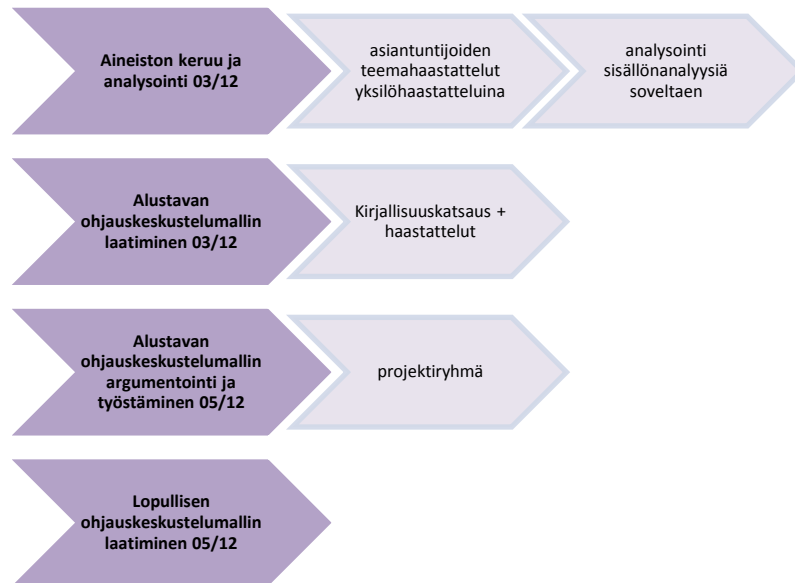 Aineiston keruu ja
analysointi 03/12
asiantuntijoiden
teemahaastattelut
yksilöhaastatteluina
analysointi
sisällönanalyysiä
soveltaen
Alustavan
ohjauskeskustelumallin
laatiminen 03/12
Kirjallisuuskatsaus +
haastattelut
Alustavan
ohjauskeskustelumallin
argumentointi ja
työstäminen 05/12
projektiryhmä
Lopullisen
ohjauskeskustelumallin
laatiminen 05/12